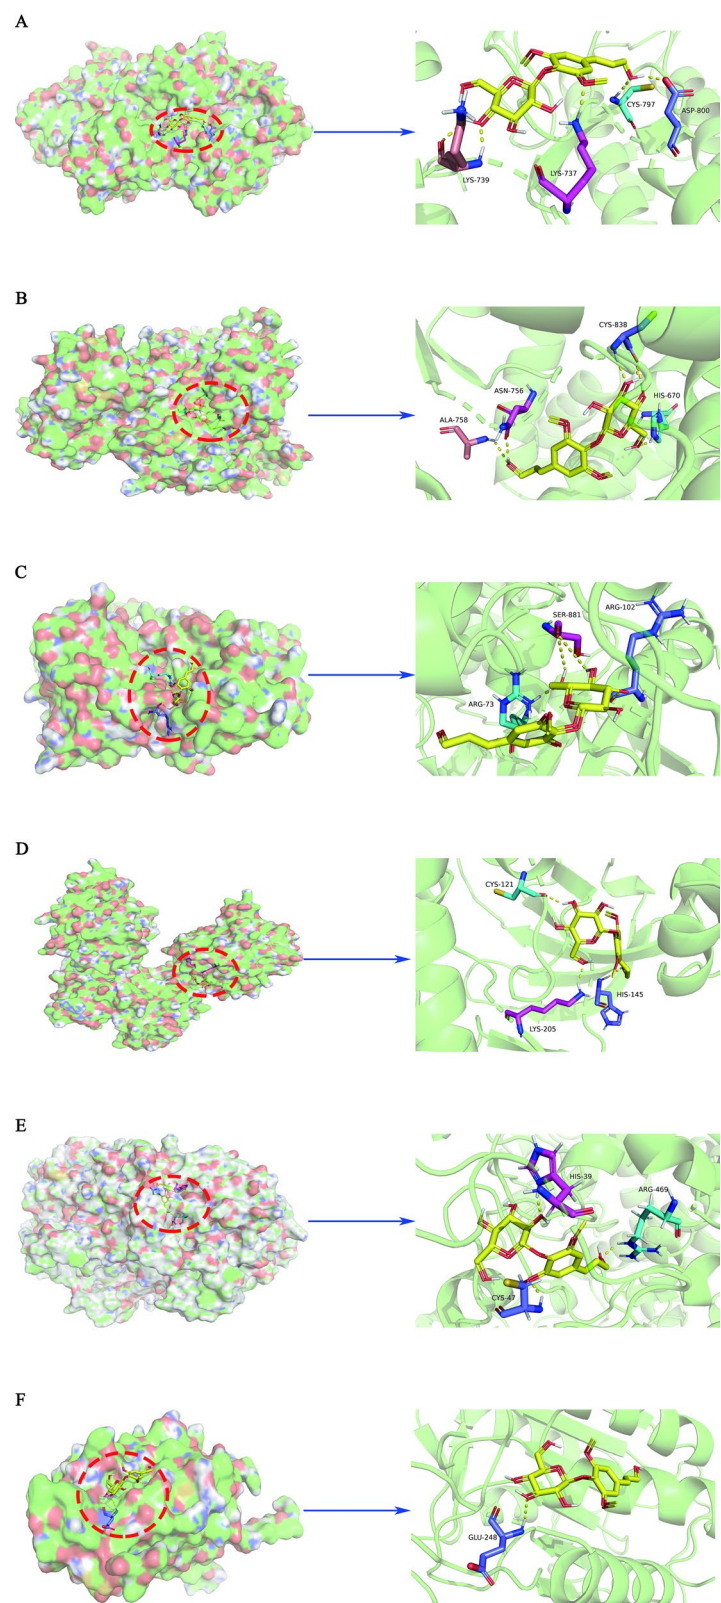 A
CYS-797
ASP-800
LYS-739
LYS-737
B
CYS-838
ASN-756
HIS-670
ALA-758
C
ARG-102
SER-881
ARG-73
D
CYS-121
HIS-145
LYS-205
E
HIS-39
ARG-469
CYS-47
F
GLU-248